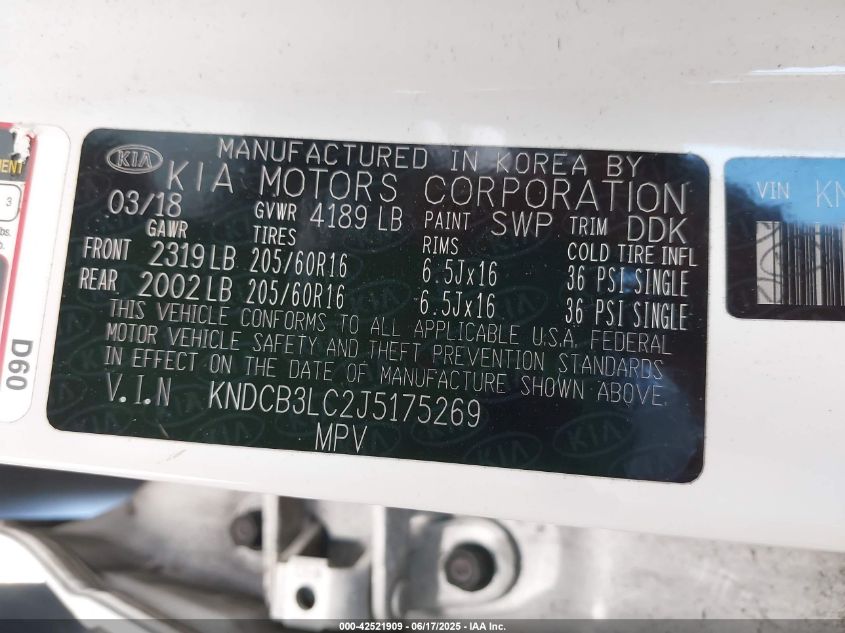 MENT
3
lbs.
D60
KIA
MANUFACTURED IN KOREA BY
KIA MOTORS CORPORATION
03/18 GVWR 4189 LB PAINT SWP TRIM DDK
GAWR TIRES RIMS COLD TIRE INFL
FRONT 2319 LB 205/60R16 6.5Jx16 36 PSI SINGLE
REAR 2002 LB 205/60R16 6.5Jx16 36 PSI SINGLE
THIS VEHICLE CONFORMS TO ALL APPLICABLE U.S.A. FEDERAL
MOTOR VEHICLE SAFETY AND THEFT PREVENTION STANDARDS
IN EFFECT ON THE DATE OF MANUFACTURE SHOWN ABOVE.
V.I.N KNDCB3LC2J5175269
MPV
VIN KN
000-42521909 - 06/17/2025 - IAA Inc.